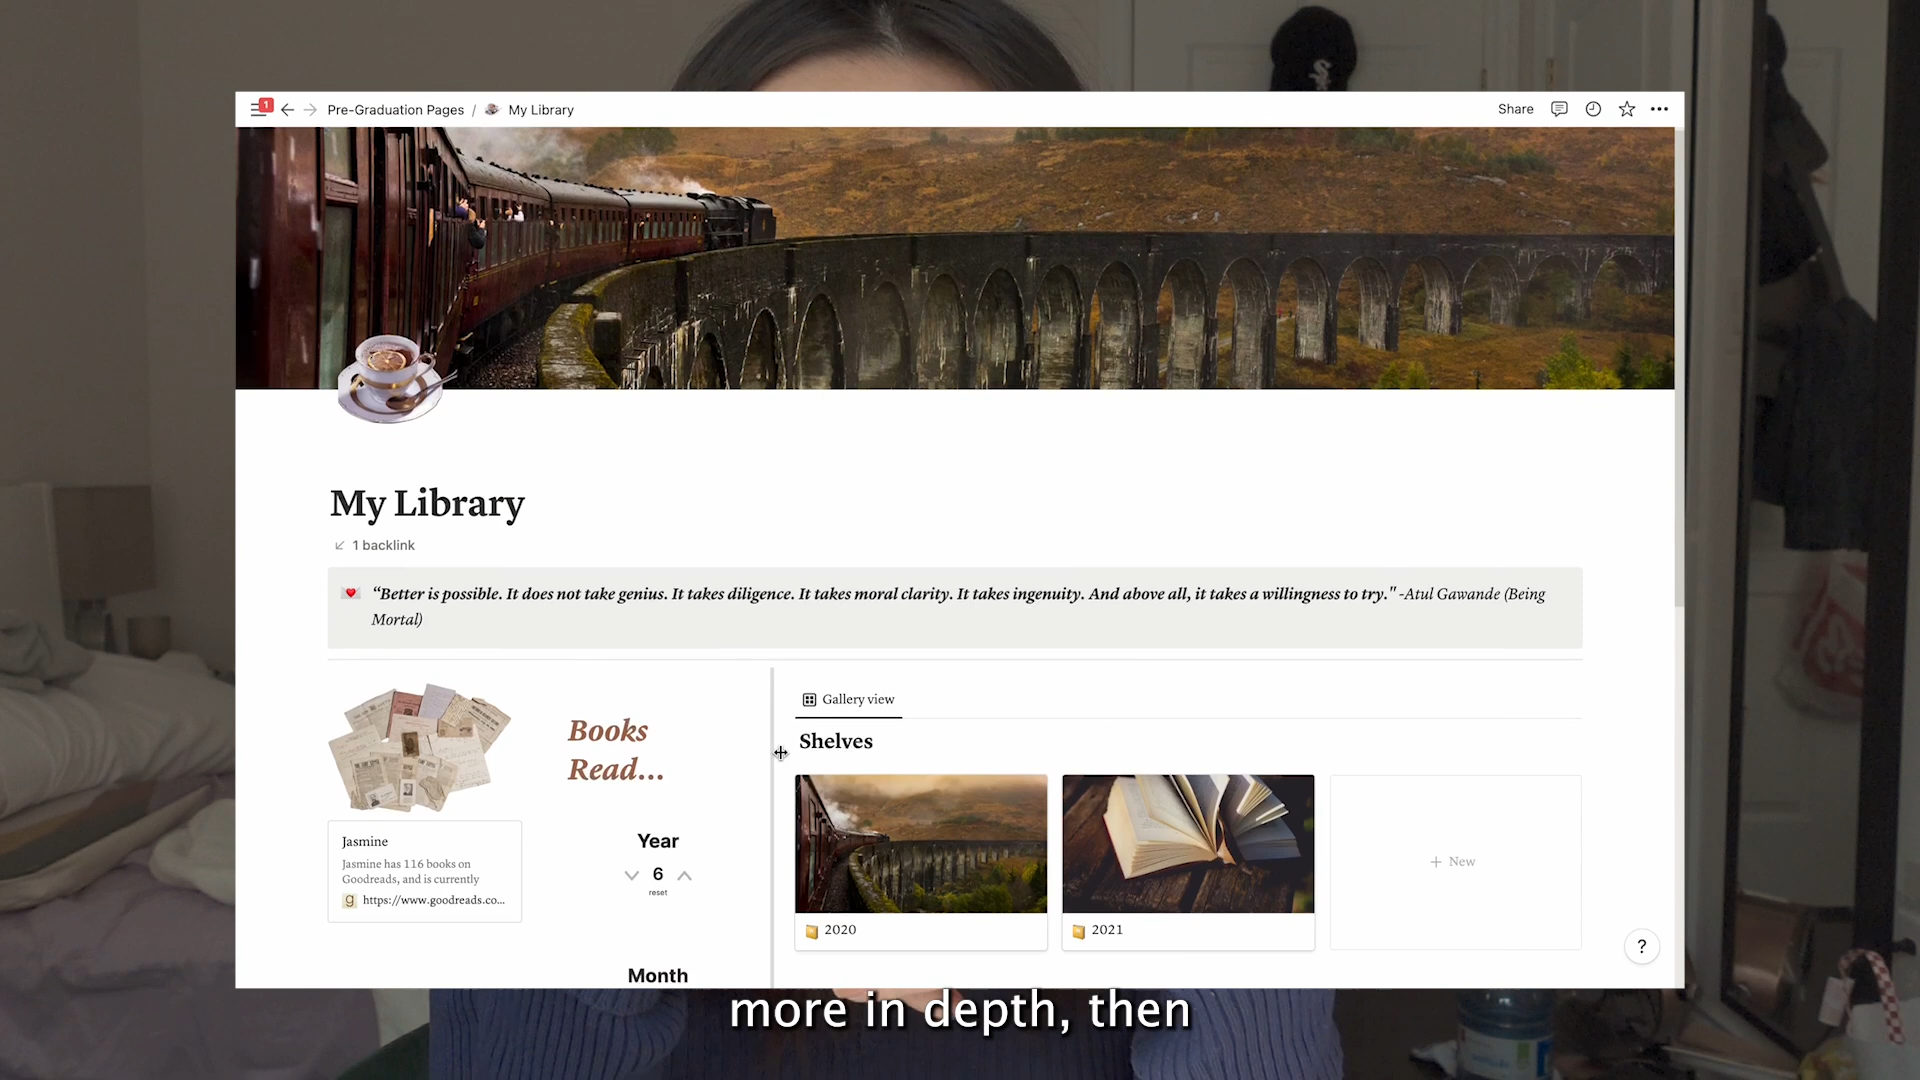 1
Pre-Graduation Pages / My Library
Share
My Library
1 backlink
“Better is possible. It does not take genius. It takes diligence. It takes moral clarity. It takes ingenuity. And above all, it takes a willingness to try." -Atul Gawande (Being
Mortal)
Books
Read...
Jasmine
Jasmine has 116 books on
Goodreads, and is currently
g https://www.goodreads.co...
Year
6
reset
Month
Gallery view
Shelves
2020
2021
+ New
?
more in depth, then